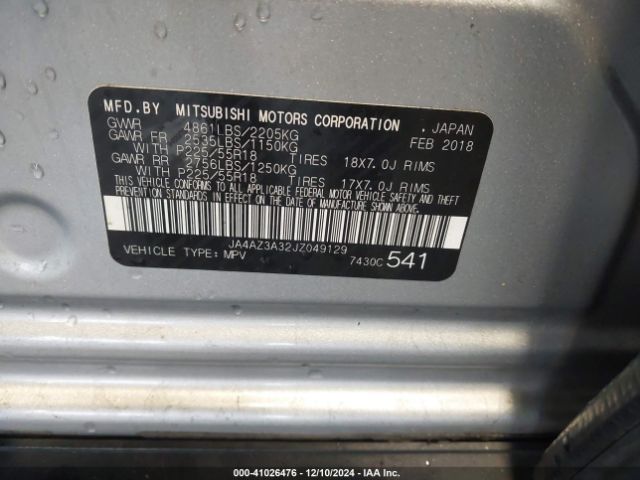 MFD.BY MITSUBISHI MOTORS CORPORATION , JAPAN
GVWR 4861LBS/2205KG FEB 2018
GAWR FR 2535LBS/1150KG
WITH P225/55R18 TIRES 18X7.0J RIMS
GAWR RR 2756LBS/1250KG
WITH P225/55R18 TIRES 17X7.0J RIMS
THIS VEHICLE CONFORMS TO ALL APPLICABLE FEDERAL MOTOR VEHICLE SAFETY
PREVENTION STANDARDS IN EFFECT ON THE DATE OF MANUFACTURE SHOWN ABOVE.
JA4AZ3A32JZ049129
VEHICLE TYPE: MPV 7430C 541
000-41026476 - 12/10/2024 - IAA Inc.